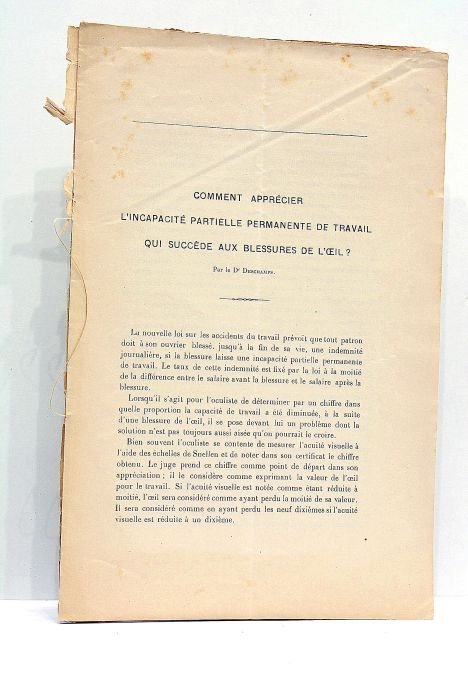 COMMENT APPRÉCIER
L'INCAPACITÉ PARTIELLE PERMANENTE DE TRAVAIL
QUI SUCCÈDE AUX BLESSURES DE L'ŒIL ?
Par le Dr DESCHAMPS.
La nouvelle loi sur les accidents du travail prévoit que tout patron
doit à son ouvrier blessé, jusqu'à la fin de sa vie, une indemnité
journalière, si la blessure laisse une incapacité partielle permanente
de travail. Le taux de cette indemnité est fixé par la loi à la moitié
de la différence entre le salaire avant la blessure et le salaire après la
blessure.
Lorsqu'il s'agit pour l'oculiste de déterminer par un chiffre dans
quelle proportion la capacité de travail a été diminuée, à la suite
d'une blessure de l'œil, il se pose devant lui un problème dont la
solution n'est pas toujours aussi aisée qu'on pourrait le croire.
Bien souvent l'oculiste se contente de mesurer l'acuité visuelle à
l'aide des échelles de Snellen et de noter dans son certificat le chiffre
obtenu. Le juge prend ce chiffre comme point de départ dans son
appréciation ; il le considère comme exprimant la valeur de l'œil
pour le travail. Si l'acuité visuelle est notée comme étant réduite à
moitié, l'œil sera considéré comme ayant perdu la moitié de sa valeur.
Il sera considéré comme en ayant perdu les neuf dixièmes si l'acuité
visuelle est réduite à un dixième.